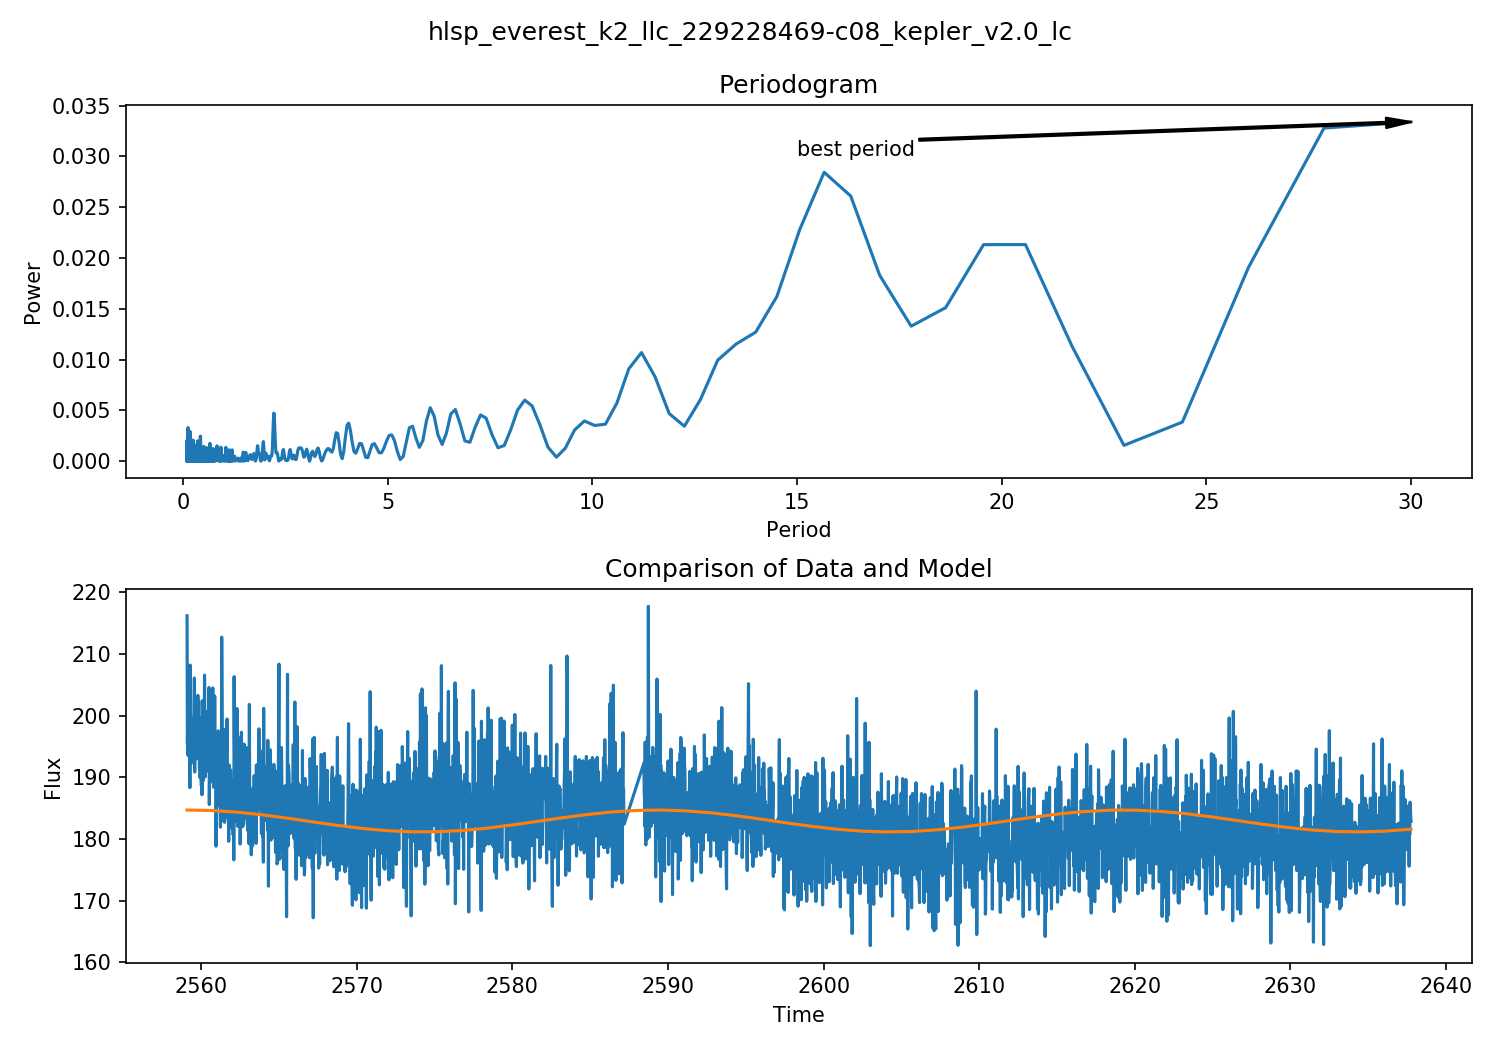 hlsp_everest_k2_llc_229228469-c08_kepler_v2.0_lc
Periodogram
0.035
0.030
0.025
0.020
0.015
0.010
0.005
0.000
Power
best period
0 5 10 15 20 25 30
Period
Comparison of Data and Model
220
210
200
190
180
170
160
Flux
2560 2570 2580 2590 2600 2610 2620 2630 2640
Time